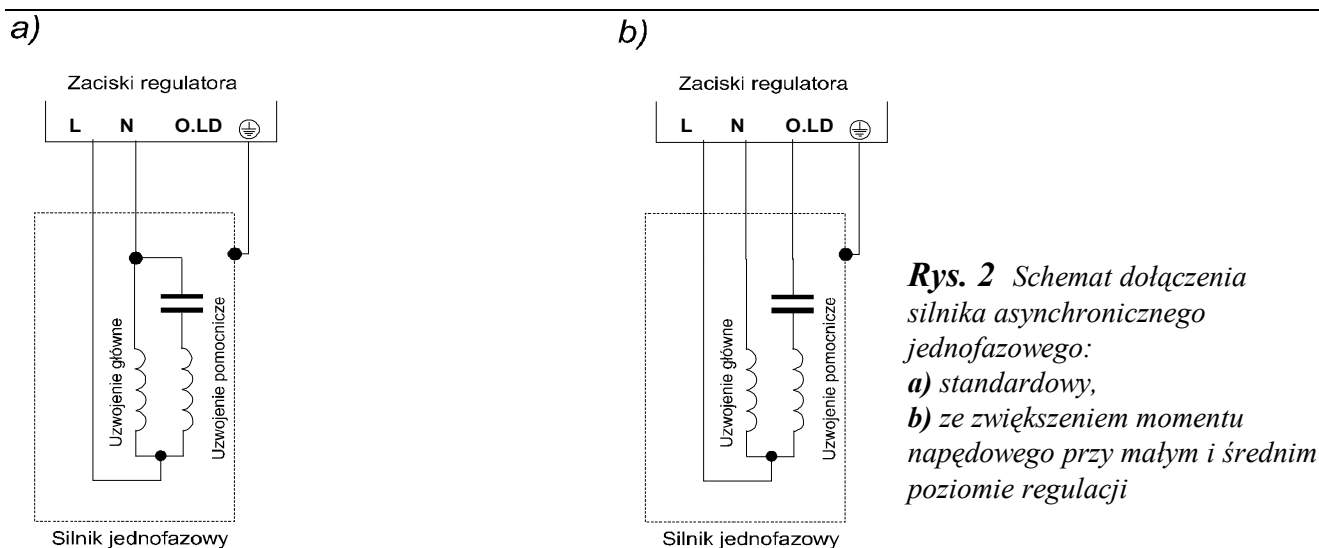 a)
Zaciski regulatora
L N O.LD
Uzwojenie główne
Uzwojenie pomocnicze
Silnik jednofazowy
b)
Zaciski regulatora
L N O.LD
Uzwojenie główne
Uzwojenie pomocnicze
Silnik jednofazowy
Rys. 2 Schemat dołączenia
silnika asynchronicznego
jednofazowego:
a) standardowy,
b) ze zwiększeniem momentu
napędowego przy małym i średnim
poziomie regulacji